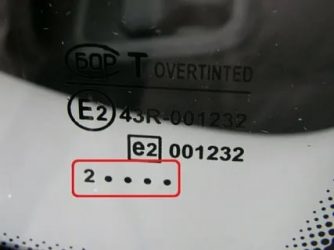 БОР T OVERTINTED
E2 43R-001232
e2 001232
2 • • • •